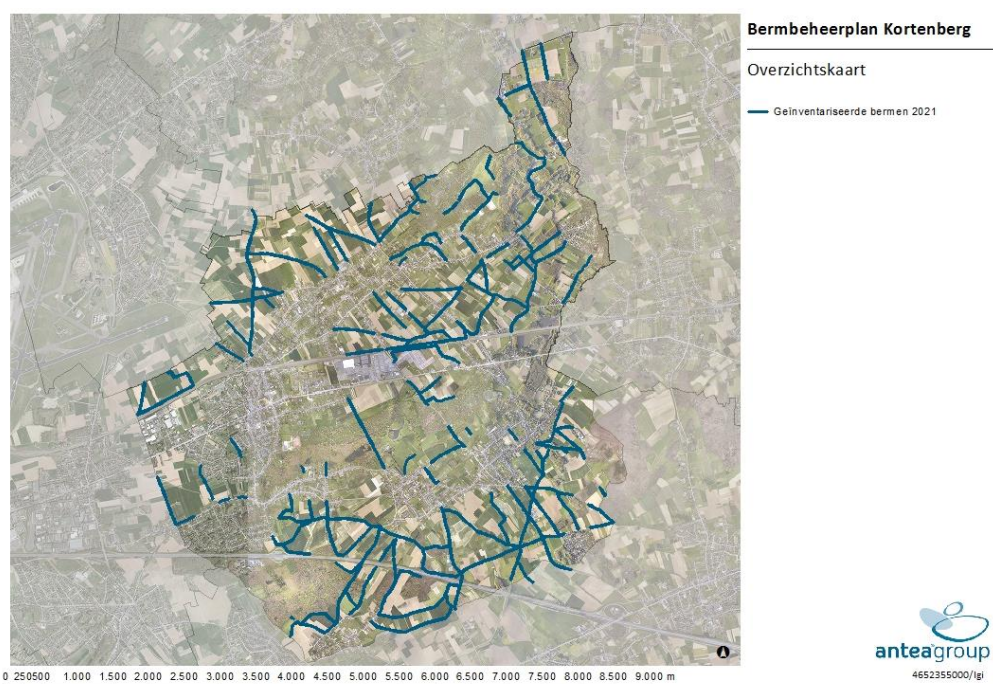 Bermbeheerplan Kortenberg
Overzichtskaart
Geïnventariseerde bermen 2021
anteagroup
4652355000/lgi
0 250500 1.000 1.500 2.000 2.500 3.000 3.500 4.000 4.500 5.000 5.500 6.000 6.500 7.000 7.500 8.000 8.500 9.000 m